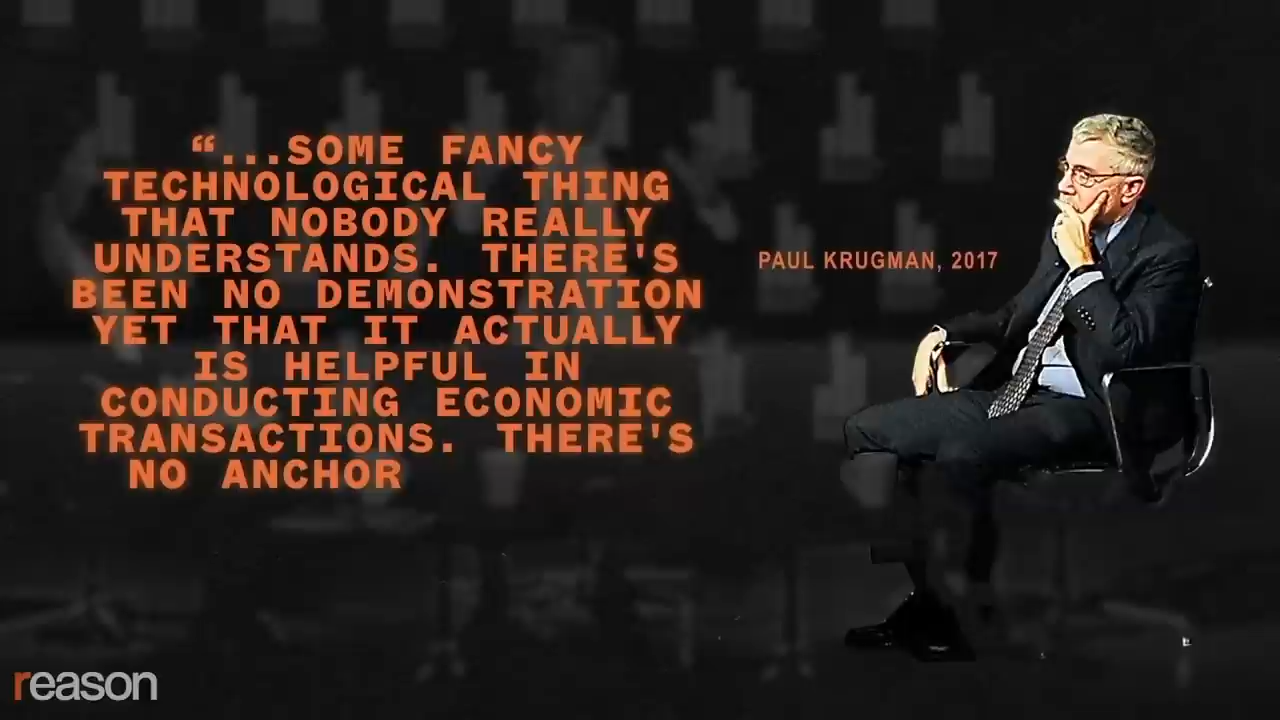 “...SOME FANCY
TECHNOLOGICAL THING
THAT NOBODY REALLY
UNDERSTANDS. THERE'S
BEEN NO DEMONSTRATION
YET THAT IT ACTUALLY
IS HELPFUL IN
CONDUCTING ECONOMIC
TRANSACTIONS. THERE'S
NO ANCHOR
PAUL KRUGMAN, 2017
reason